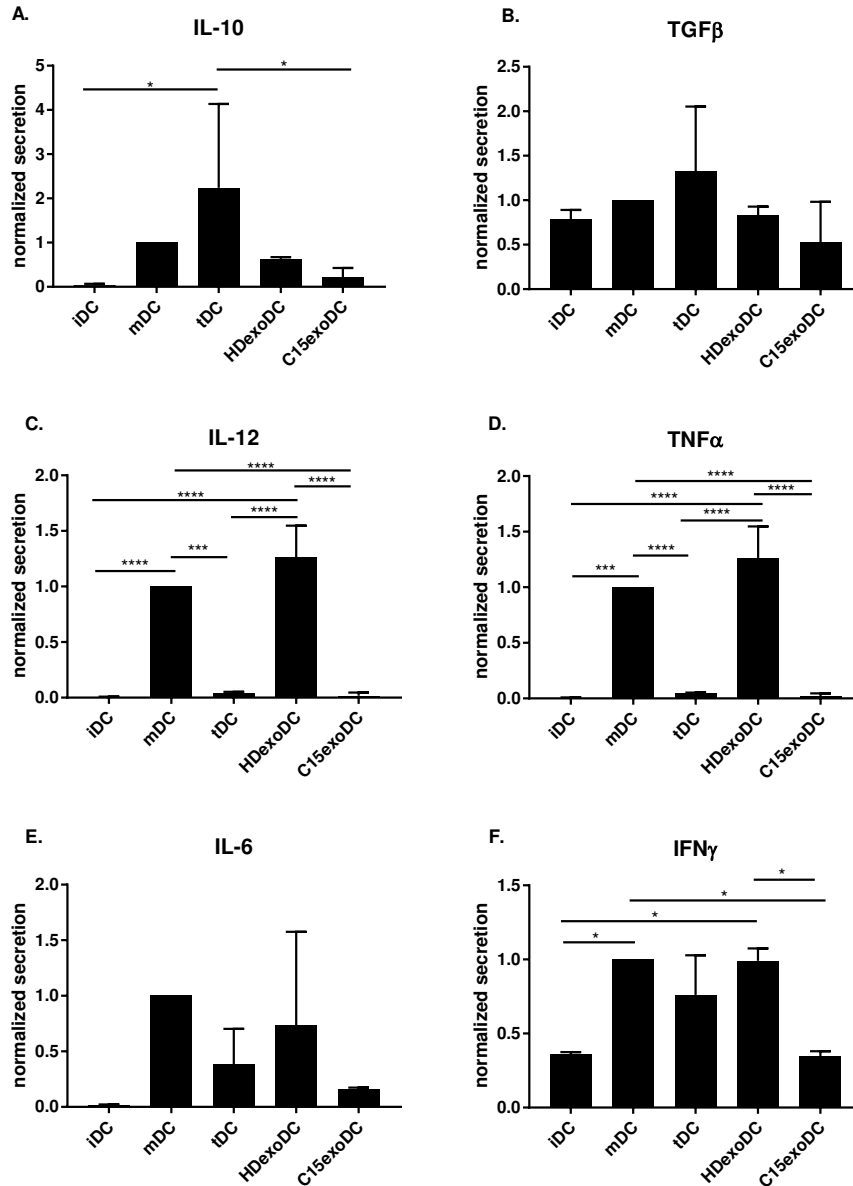 A.
IL-10
normalized secretion
5
4
3
2
1
0
*
*
iDC
mDC
tDC
HDexoDC
C15exoDC
B.
TGFβ
normalized secretion
2.5
2.0
1.5
1.0
0.5
0.0
iDC
mDC
tDC
HDexoDC
C15exoDC
C.
IL-12
normalized secretion
2.0
1.5
1.0
0.5
0.0
****
****
****
****
****
***
iDC
mDC
tDC
HDexoDC
C15exoDC
D.
TNFα
normalized secretion
2.0
1.5
1.0
0.5
0.0
****
****
****
****
****
***
iDC
mDC
tDC
HDexoDC
C15exoDC
E.
IL-6
normalized secretion
2.0
1.5
1.0
0.5
0.0
iDC
mDC
tDC
HDexoDC
C15exoDC
F.
IFNγ
normalized secretion
1.5
1.0
0.5
0.0
*
*
*
*
iDC
mDC
tDC
HDexoDC
C15exoDC